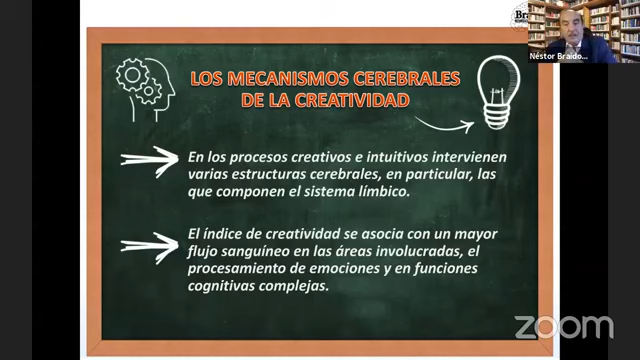 Néstor Braido...
LOS MECANISMOS CEREBRALES
DE LA CREATIVIDAD
En los procesos creativos e intuitivos intervienen
varias estructuras cerebrales, en particular, las
que componen el sistema límbico.
El índice de creatividad se asocia con un mayor
flujo sanguíneo en las áreas involucradas, el
procesamiento de emociones y en funciones
cognitivas complejas.
zoom